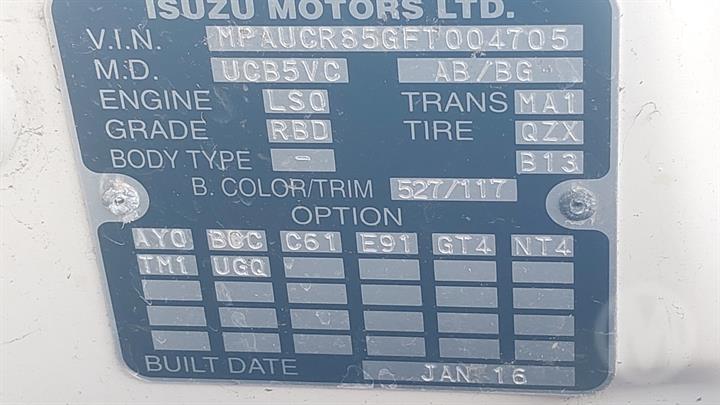 ISUZU MOTORS LTD.
V.I.N. MPAUCR85GFT004705
M.D. UCB5VC AB/BG
ENGINE LSO TRANS MA1
GRADE RBD TIRE QZX
BODY TYPE - B13
B. COLOR/TRIM 527/117
OPTION
AYO BCC C61 E91 GT4 NT4
TM1 UGQ
BUILT DATE JAN 16
M